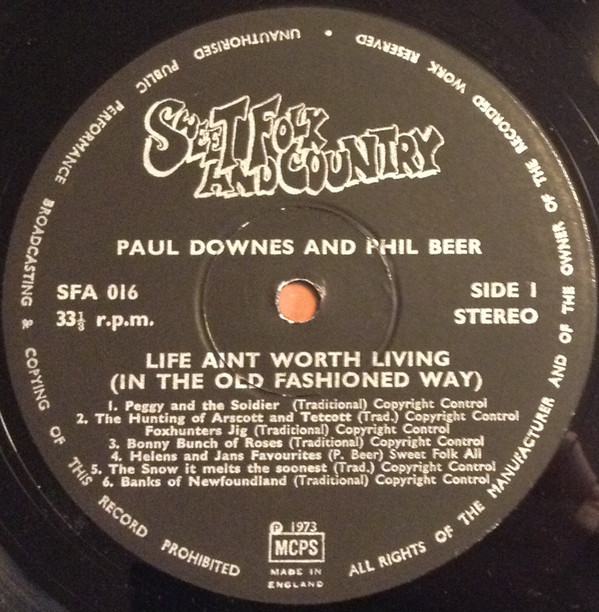 SWEET FOLK
AND COUNTRY
PAUL DOWNES AND PHIL BEER
SFA 016
SIDE 1
33⅓ r.p.m.
STEREO
LIFE AINT WORTH LIVING
(IN THE OLD FASHIONED WAY)
1. Peggy and the Soldier (Traditional) Copyright Control
2. The Hunting of Arscott and Tetcott (Trad.) Copyright Control
Foxhunters Jig (Traditional) Copyright Control
3. Bonny Bunch of Roses (Traditional) Copyright Control
4. Helens and Jans Favourites (P. Beer) Sweet Folk All
5. The Snow it melts the soonest (Trad.) Copyright Control
6. Banks of Newfoundland (Traditional) Copyright Control
℗ 1973
MCPS
MADE IN
ENGLAND
ALL RIGHTS OF THE MANUFACTURER AND OF THE OWNER OF THE RECORDED WORK RESERVED • UNAUTHORISED PUBLIC PERFORMANCE BROADCASTING & COPYING OF THIS RECORD PROHIBITED